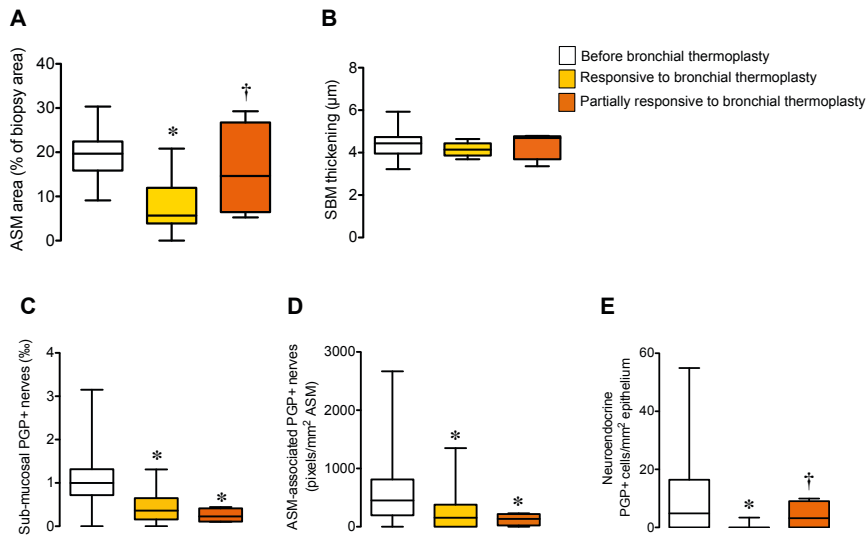 A
ASM area (% of biopsy area)
40
30
20
10
0
*
†
B
SBM thickening (µm)
8
6
4
2
0
Before bronchial thermoplasty
Responsive to bronchial thermoplasty
Partially responsive to bronchial thermoplasty
C
Sub-mucosal PGP+ nerves (‰)
4
3
2
1
0
*
*
D
ASM-associated PGP+ nerves
(pixels/mm² ASM)
3000
2000
1000
0
*
*
E
Neuroendocrine
PGP+ cells/mm² epithelium
60
40
20
0
*
†